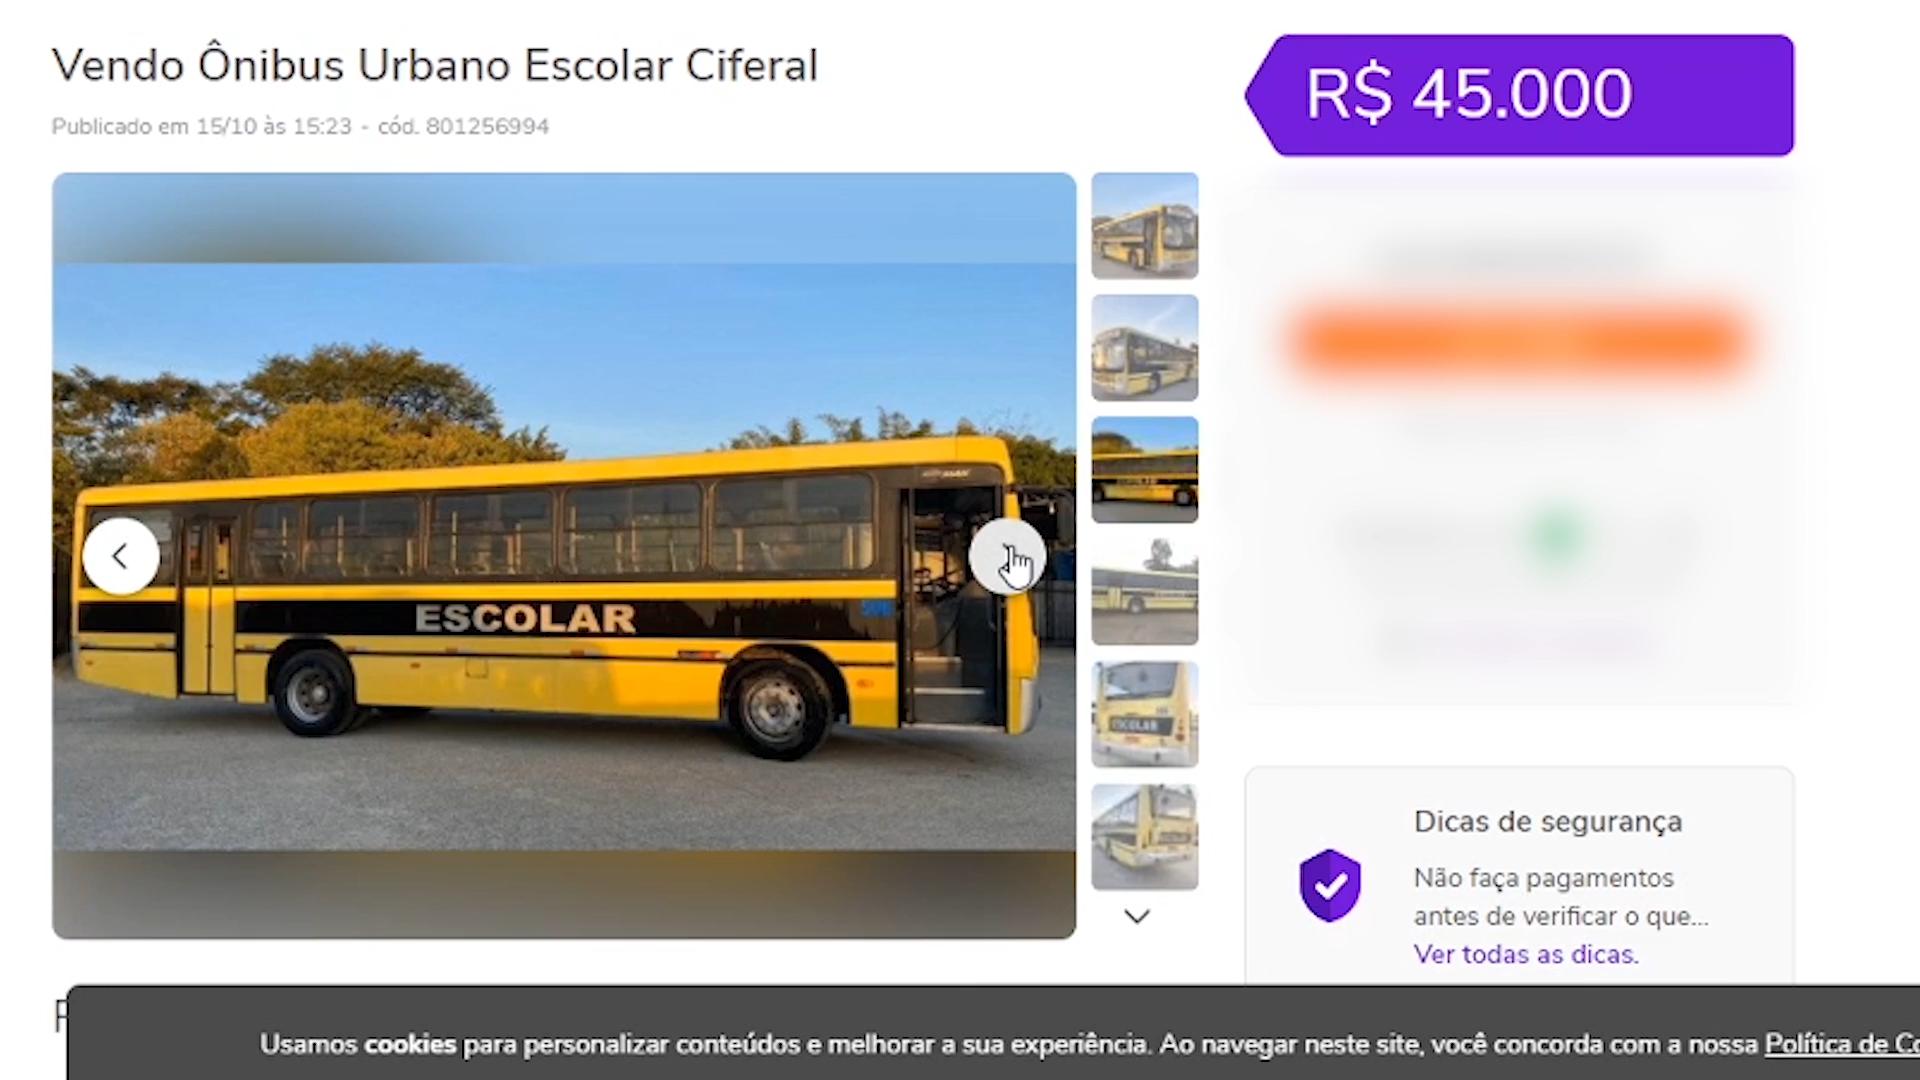 Vendo Ônibus Urbano Escolar Ciferal
Publicado em 15/10 às 15:23 - cód. 801256994
R$ 45.000
ESCOLAR
ESCOLAR
Dicas de segurança
Não faça pagamentos
antes de verificar o que...
Ver todas as dicas.
Usamos cookies para personalizar conteúdos e melhorar a sua experiência. Ao navegar neste site, você concorda com a nossa Política de Co